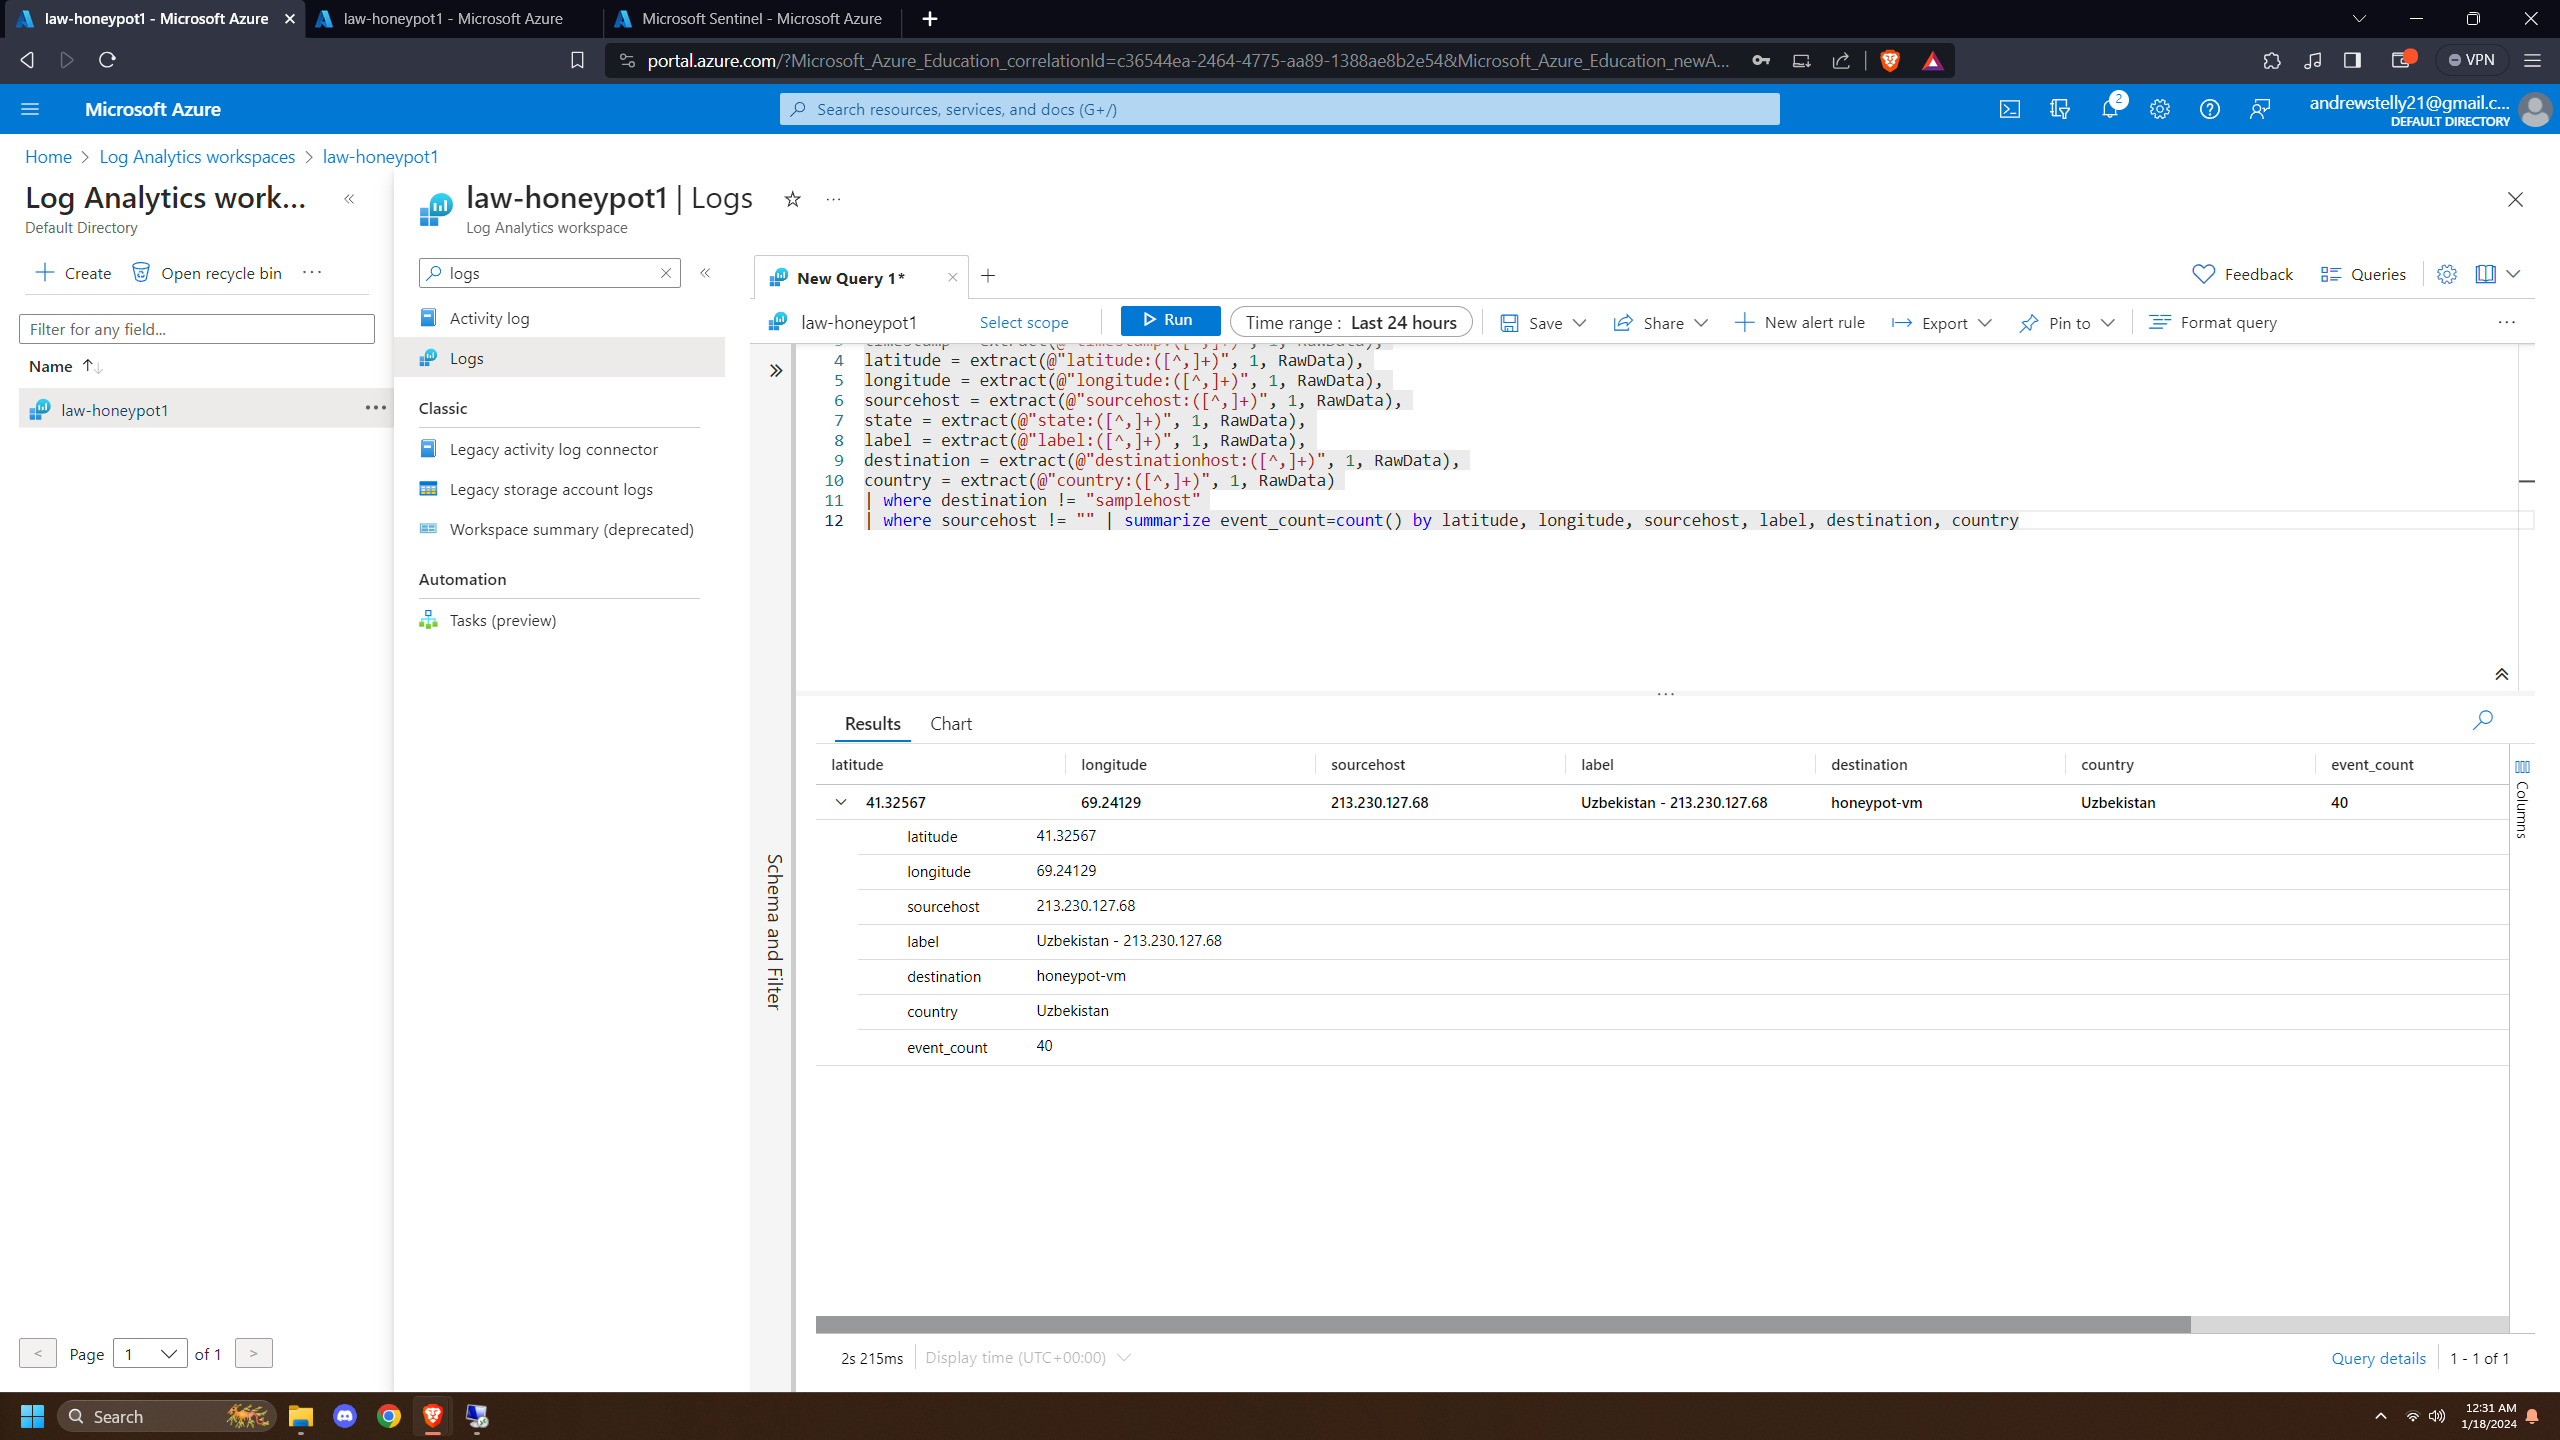 law-honeypot1 - Microsoft Azure
law-honeypot1 - Microsoft Azure
Microsoft Sentinel - Microsoft Azure
portal.azure.com/?Microsoft_Azure_Education_correlationId=c36544ea-2464-4775-aa89-1388ae8b2e54&Microsoft_Azure_Education_newA...
VPN
Microsoft Azure
Search resources, services, and docs (G+/)
2
andrewstelly21@gmail.c...
DEFAULT DIRECTORY
Home > Log Analytics workspaces > law-honeypot1
Log Analytics work...
Default Directory
Create
Open recycle bin
Filter for any field...
Name
law-honeypot1
law-honeypot1 | Logs
Log Analytics workspace
logs
Activity log
Logs
Classic
Legacy activity log connector
Legacy storage account logs
Workspace summary (deprecated)
Automation
Tasks (preview)
New Query 1*
Feedback
Queries
law-honeypot1
Select scope
Run
Time range : Last 24 hours
Save
Share
New alert rule
Export
Pin to
Format query
4 latitude = extract(@"latitude:([^,]+)", 1, RawData),
5 longitude = extract(@"longitude:([^,]+)", 1, RawData),
6 sourcehost = extract(@"sourcehost:([^,]+)", 1, RawData),
7 state = extract(@"state:([^,]+)", 1, RawData),
8 label = extract(@"label:([^,]+)", 1, RawData),
9 destination = extract(@"destinationhost:([^,]+)", 1, RawData),
10 country = extract(@"country:([^,]+)", 1, RawData)
11 | where destination != "samplehost"
12 | where sourcehost != "" | summarize event_count=count() by latitude, longitude, sourcehost, label, destination, country
Schema and Filter
Results
Chart
latitude longitude sourcehost label destination country event_count
41.32567 69.24129 213.230.127.68 Uzbekistan - 213.230.127.68 honeypot-vm Uzbekistan 40
latitude 41.32567
longitude 69.24129
sourcehost 213.230.127.68
label Uzbekistan - 213.230.127.68
destination honeypot-vm
country Uzbekistan
event_count 40
Columns
2s 215ms
Display time (UTC+00:00)
Query details
1 - 1 of 1
< Page 1 of 1 >
Search
12:31 AM
1/18/2024